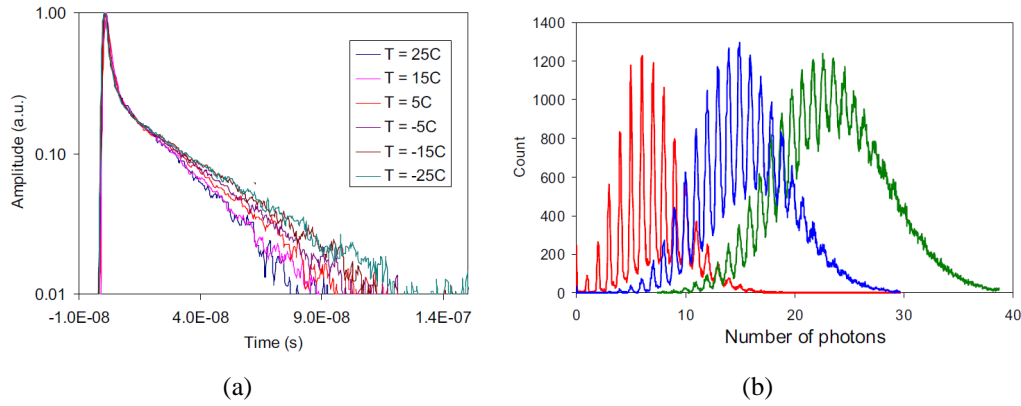 1.00
0.10
0.01
Amplitude (a.u.)
-1.0E-08
4.0E-08
9.0E-08
1.4E-07
Time (s)
T = 25C
T = 15C
T = 5C
T = -5C
T = -15C
T = -25C
(a)
1400
1200
1000
800
600
400
200
0
Count
0
10
20
30
40
Number of photons
(b)